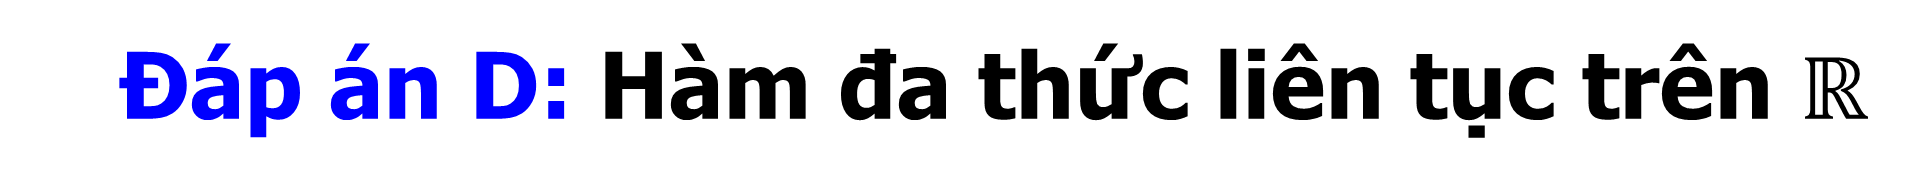 Đáp án D: Hàm đa thức liên tục trên ℝ